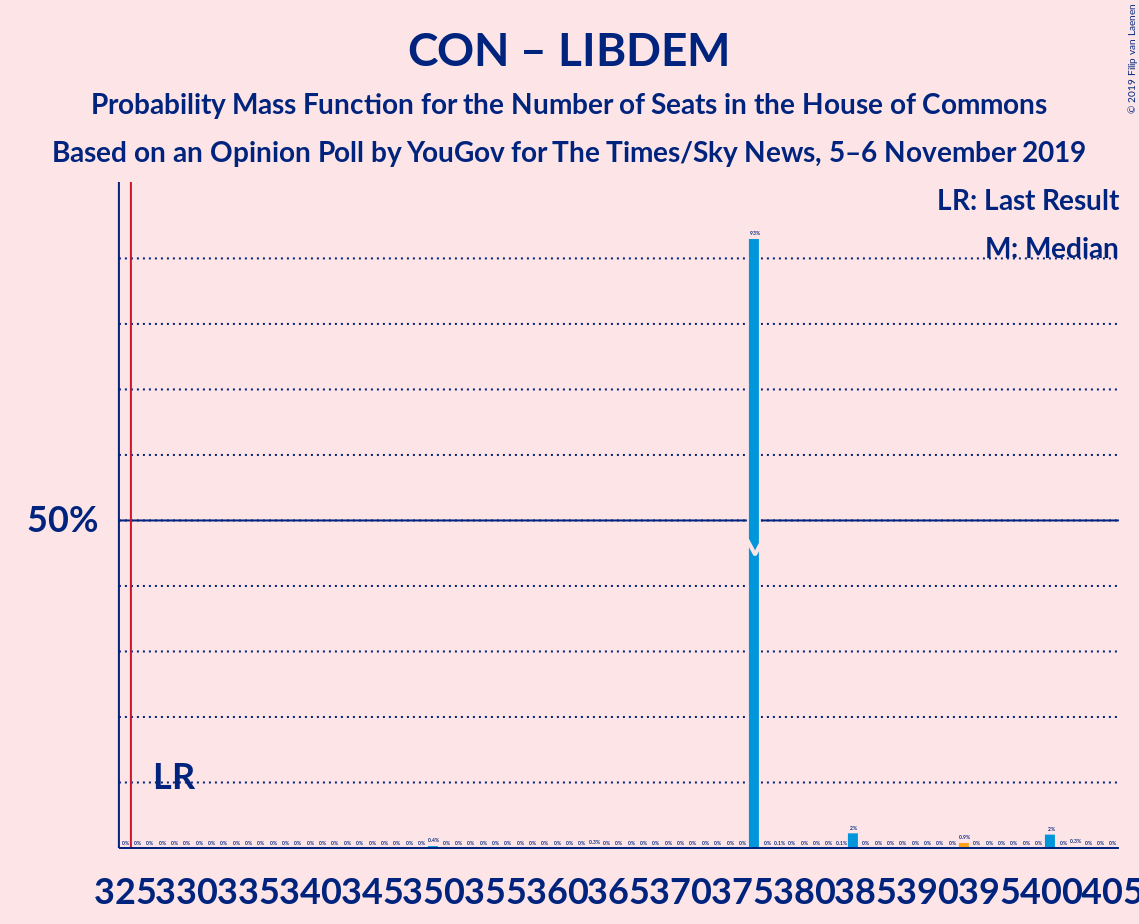 CON – LIBDEM
Probability Mass Function for the Number of Seats in the House of Commons
Based on an Opinion Poll by YouGov for The Times/Sky News, 5–6 November 2019
© 2019 Filip van Laenen
LR: Last Result
M: Median
93%
50%
M
LR
0% 0% 0% 0% 0% 0% 0% 0% 0% 0% 0% 0% 0% 0% 0% 0% 0% 0% 0% 0% 0% 0% 0% 0% 0% 0.4% 0% 0% 0% 0% 0% 0% 0% 0% 0% 0% 0% 0% 0.3% 0% 0% 0% 0% 0% 0% 0% 0% 0% 0% 0% 0% 0% 0.1% 0% 0% 0% 0% 0.1% 2% 0% 0% 0% 0% 0% 0% 0% 0% 0.9% 0% 0% 0% 0% 0% 0% 2% 0% 0.3% 0% 0% 0%
325 330 335 340 345 350 355 360 365 370 375 380 385 390 395 400 405